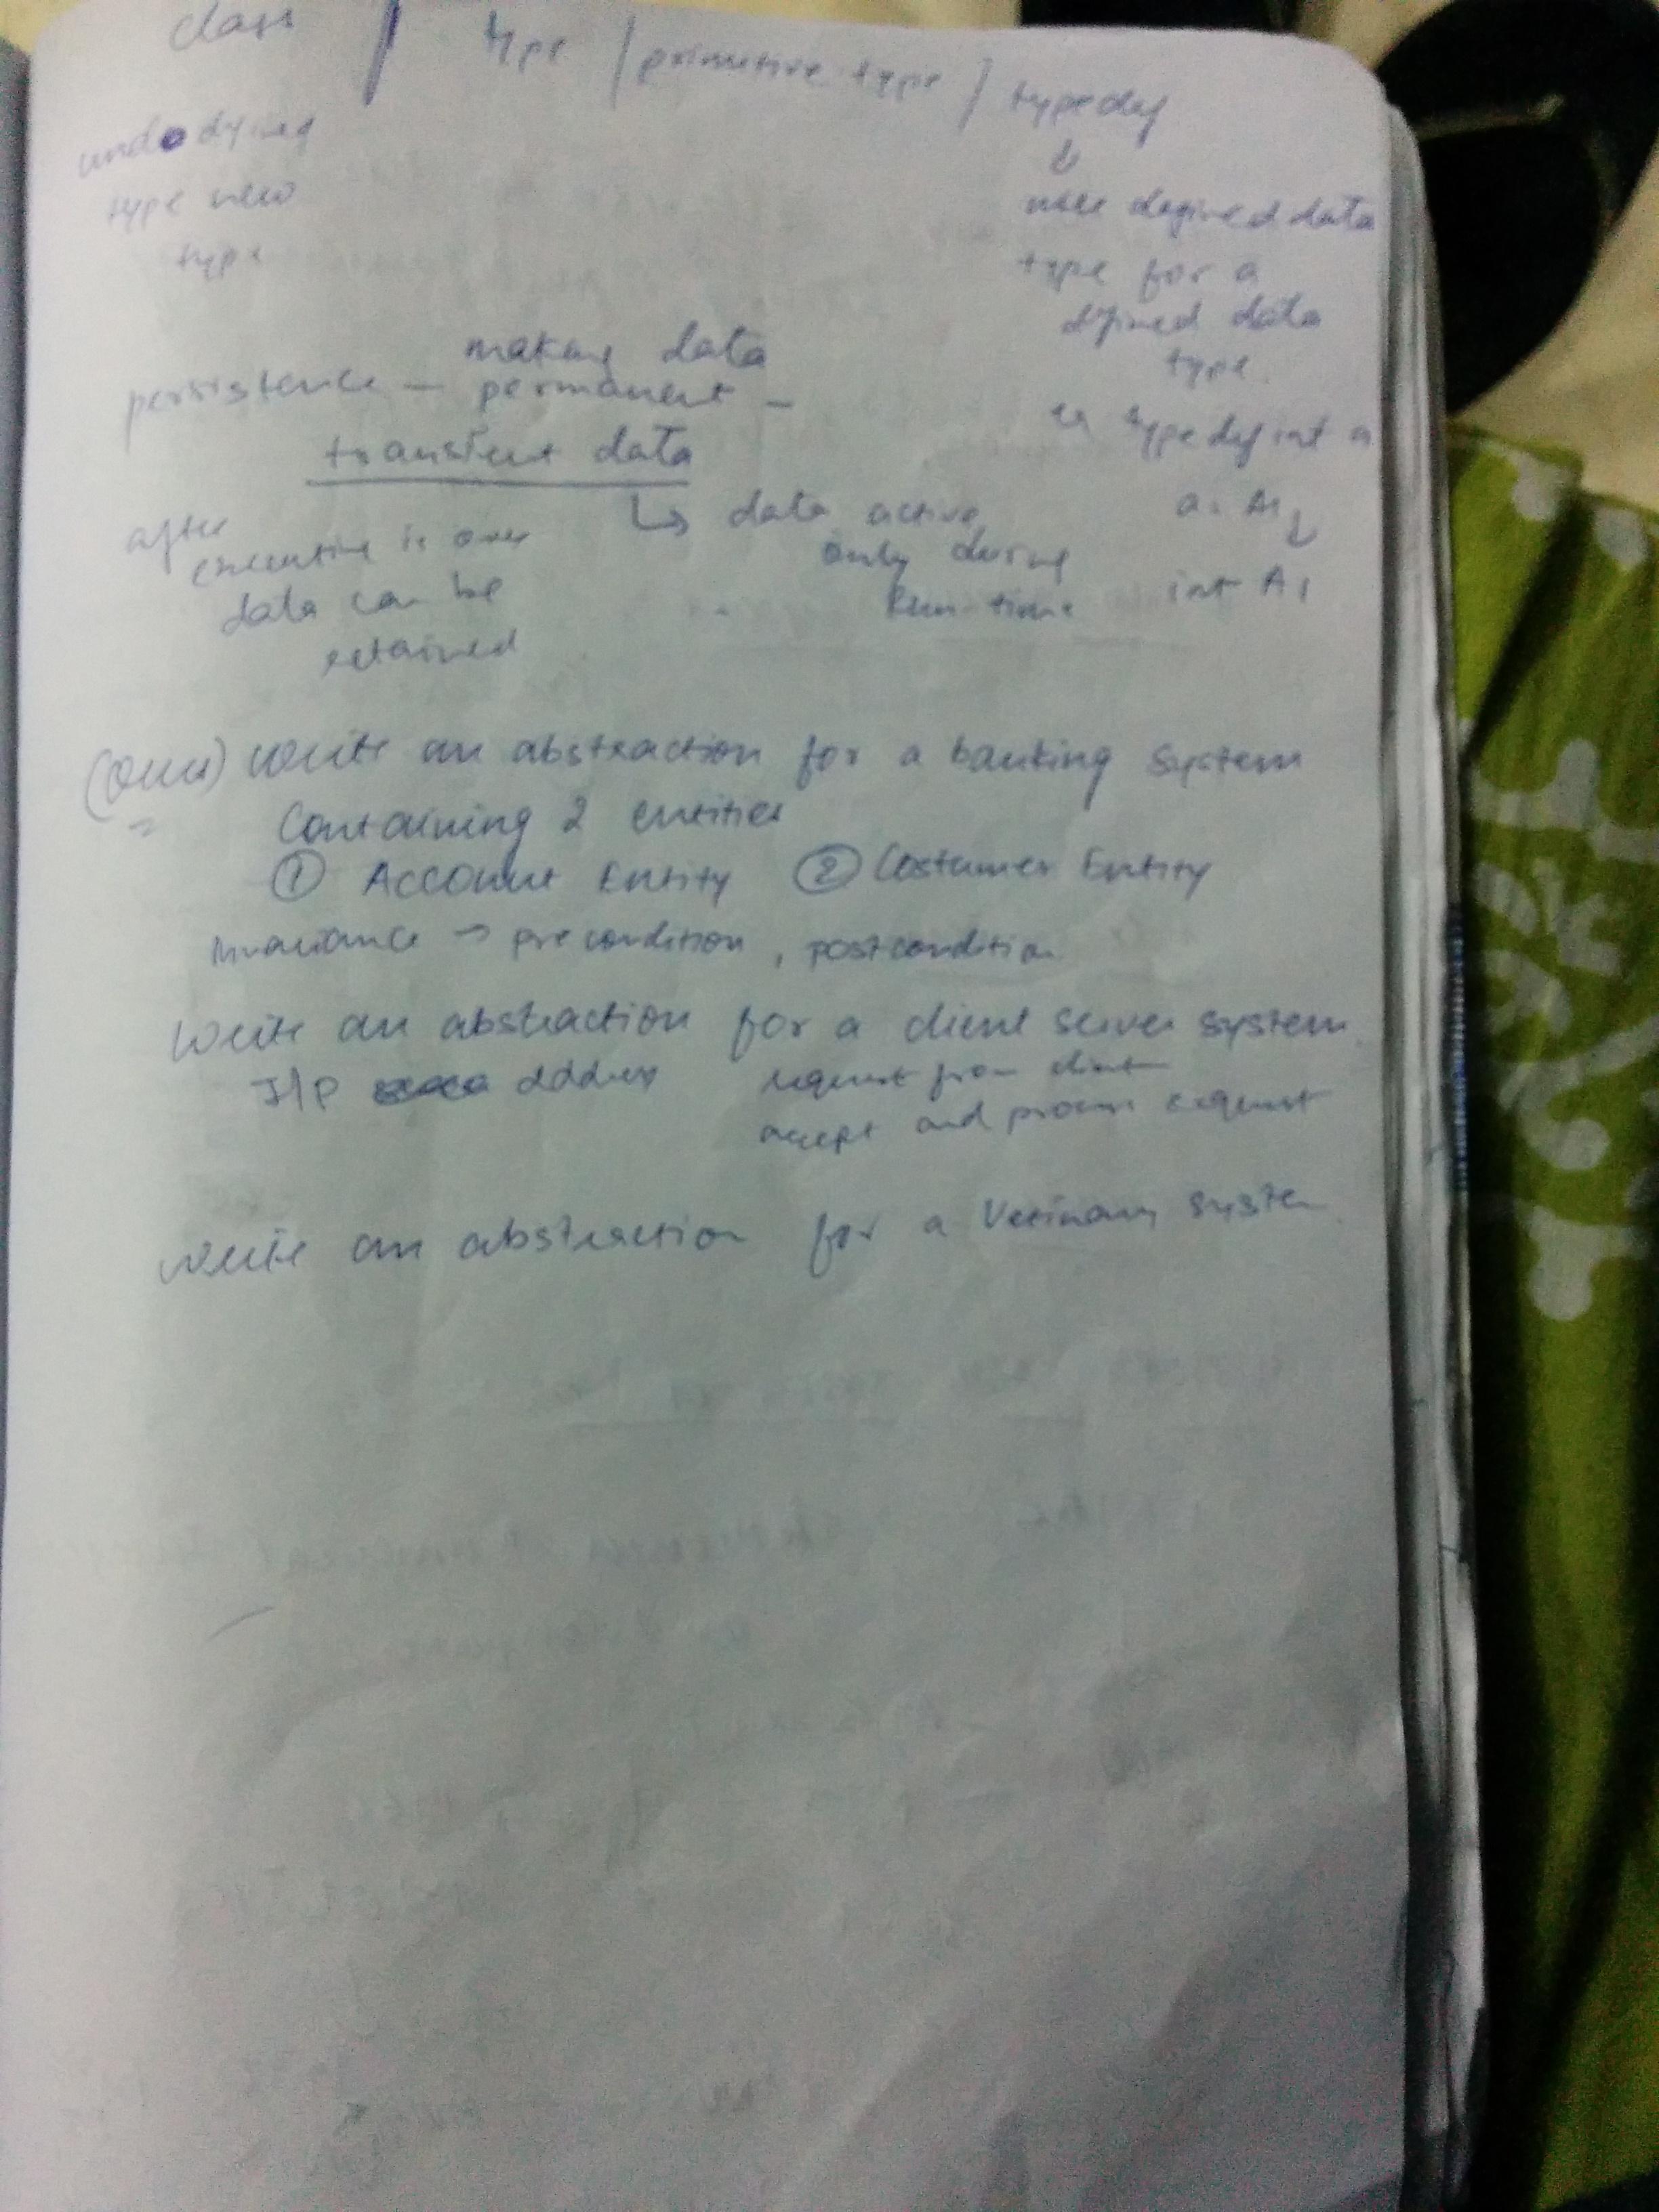 class / type / primitive type / typedef
undodying
type new
type
↓
user defined data
type for a
defined data
type
making data
persistence - permanent -
transient data
typedef int a
a. A1
↓
int A1
↳ data active
only during
Run-time
after
execution is over
data can be
retained
(Ques) Write an abstraction for a banking system
Containing 2 entities
① Account Entity ② Costumer Entity
Invariance → precondition, postcondition
Write an abstraction for a client server system.
I/P address request from client
accept and process request
Write an abstraction for a Vetinary system.